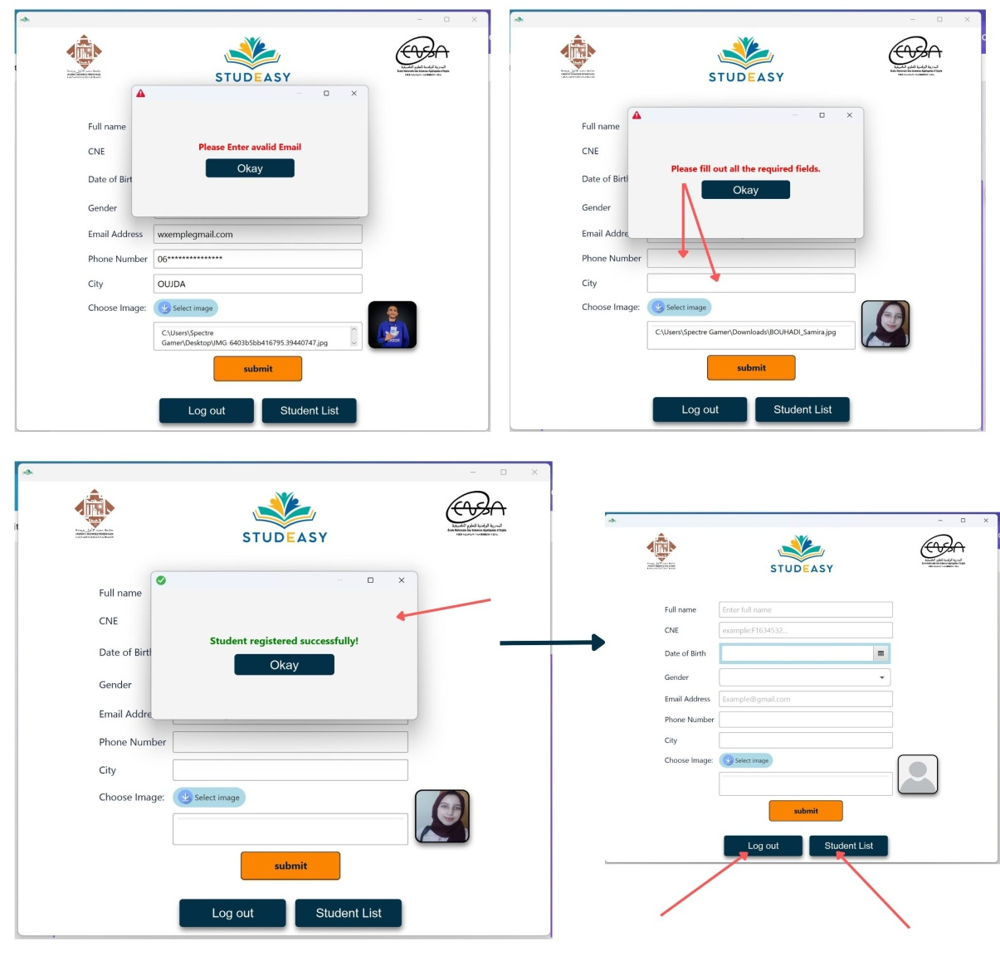 STUDEASY
ENSA
Please Enter avalid Email
Okay
Full name
CNE
Date of Birt
Gender
Email Address wxemplegmail.com
Phone Number 06***************
City OUJDA
Choose Image: Select image
C:\Users\Spectre
Gamer\Desktop\IMG-6403b5bb416795.39440747.jpg
submit
Log out Student List
STUDEASY
ENSA
Please fill out all the required fields.
Okay
Full name
CNE
Date of Birt
Gender
Email Addre
Phone Number
City
Choose Image: Select image
C:\Users\Spectre Gamer\Downloads\BOUHADI_Samira.jpg
submit
Log out Student List
STUDEASY
ENSA
Student registered successfully!
Okay
Full name
CNE
Date of Birt
Gender
Email Addre
Phone Number
City
Choose Image: Select image
submit
Log out Student List
STUDEASY
ENSA
Full name Enter full name
CNE example:F1634532...
Date of Birth
Gender
Email Address Example@gmail.com
Phone Number
City
Choose Image: Select image
submit
Log out Student List